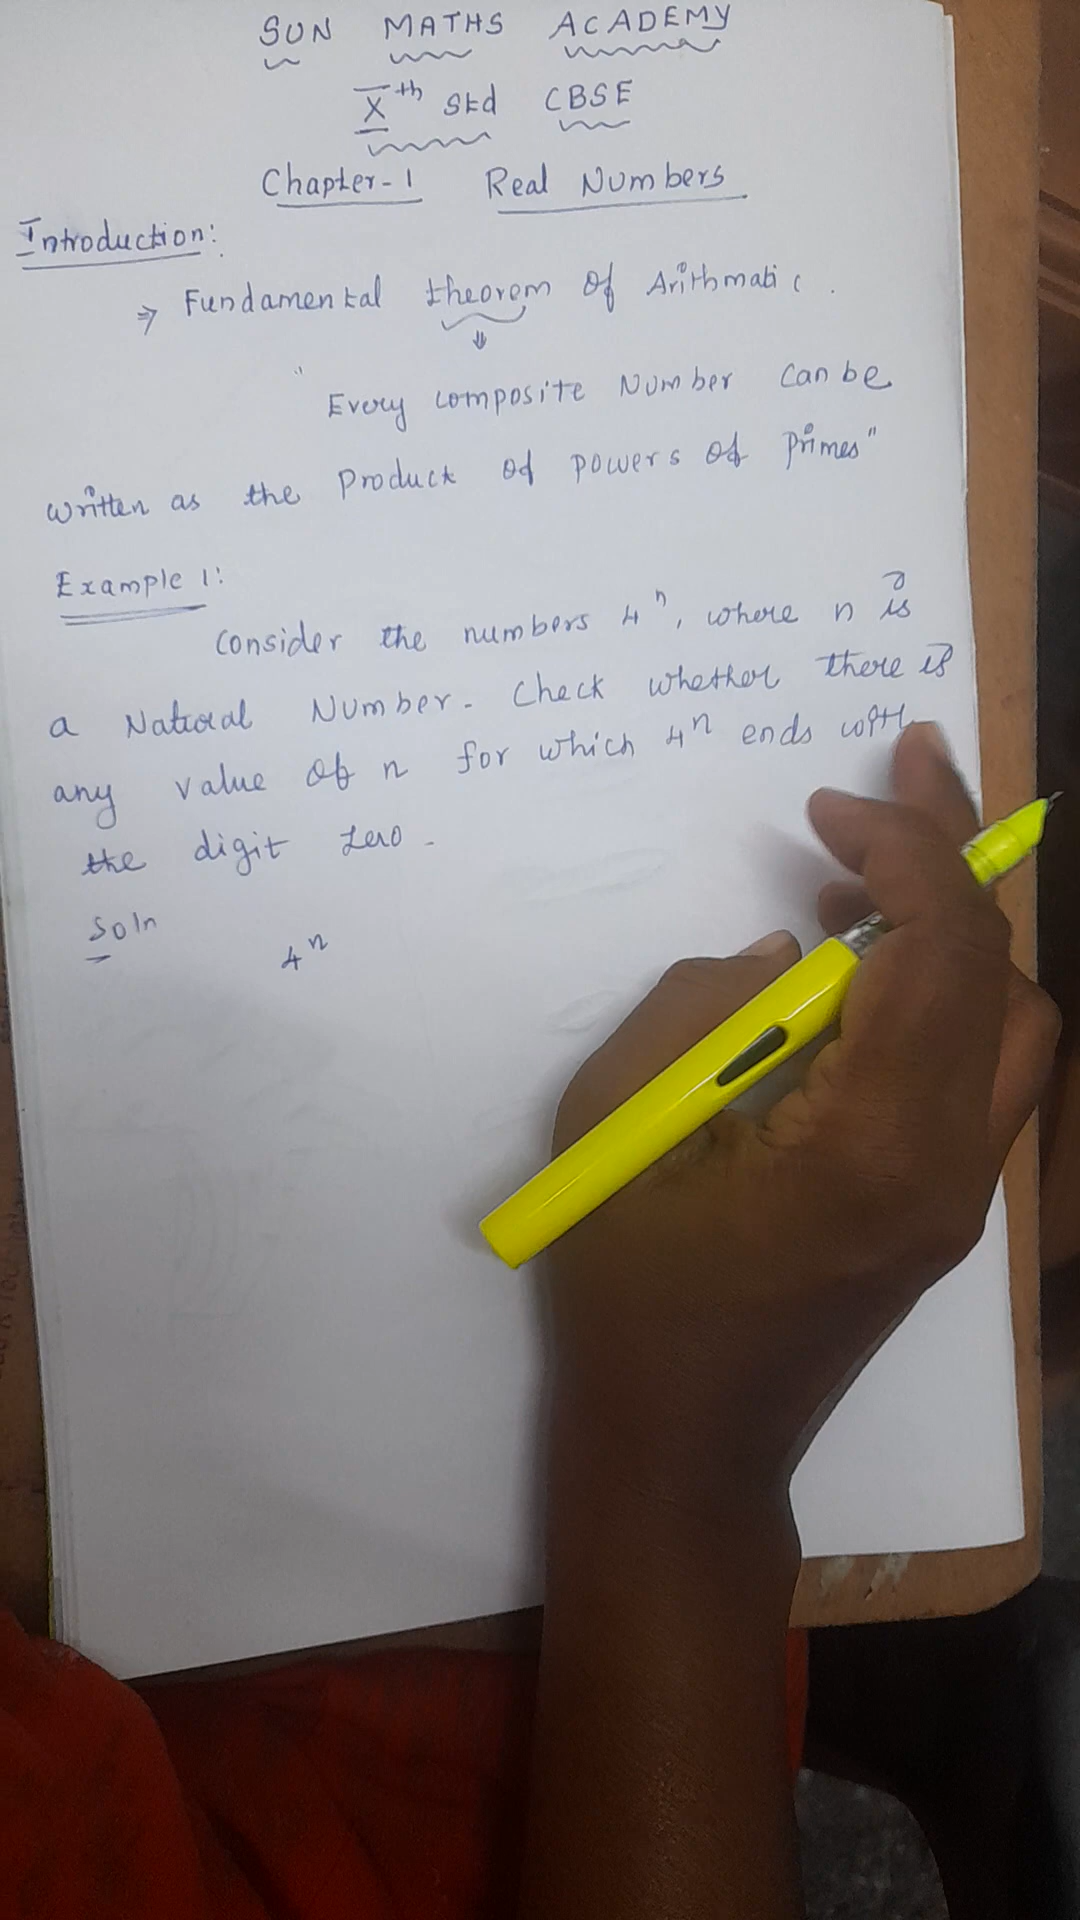 SUN MATHS ACADEMY
Xth Std CBSE
Chapter-1 Real Numbers
Introduction:
⇒ Fundamental theorem of Arithmatic.
⇓
"Every composite Number can be
written as the Product of powers of Primes"
Example 1:
Consider the numbers 4ⁿ, where n is
a Natural Number. Check whether there is
any value of n for which 4ⁿ ends with
the digit zero.
Soln
4ⁿ